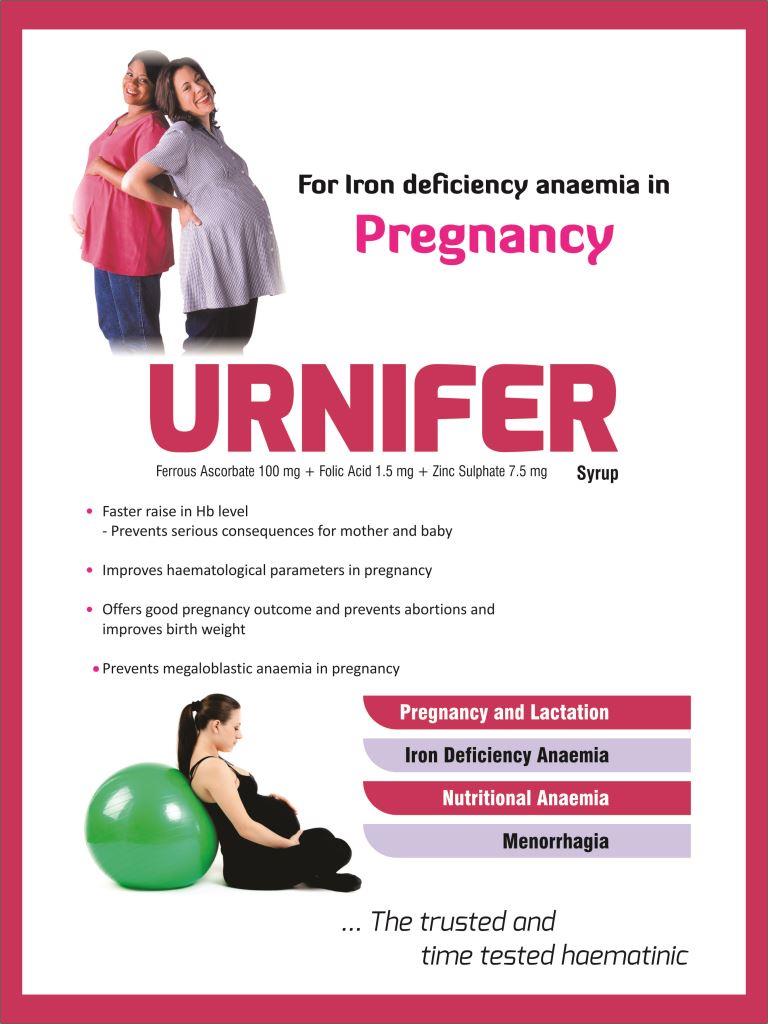 For Iron deficiency anaemia in
Pregnancy
URNIFER
Ferrous Ascorbate 100 mg + Folic Acid 1.5 mg + Zinc Sulphate 7.5 mg Syrup
• Faster raise in Hb level
- Prevents serious consequences for mother and baby
• Improves haematological parameters in pregnancy
• Offers good pregnancy outcome and prevents abortions and
improves birth weight
• Prevents megaloblastic anaemia in pregnancy
Pregnancy and Lactation
Iron Deficiency Anaemia
Nutritional Anaemia
Menorrhagia
... The trusted and
time tested haematinic